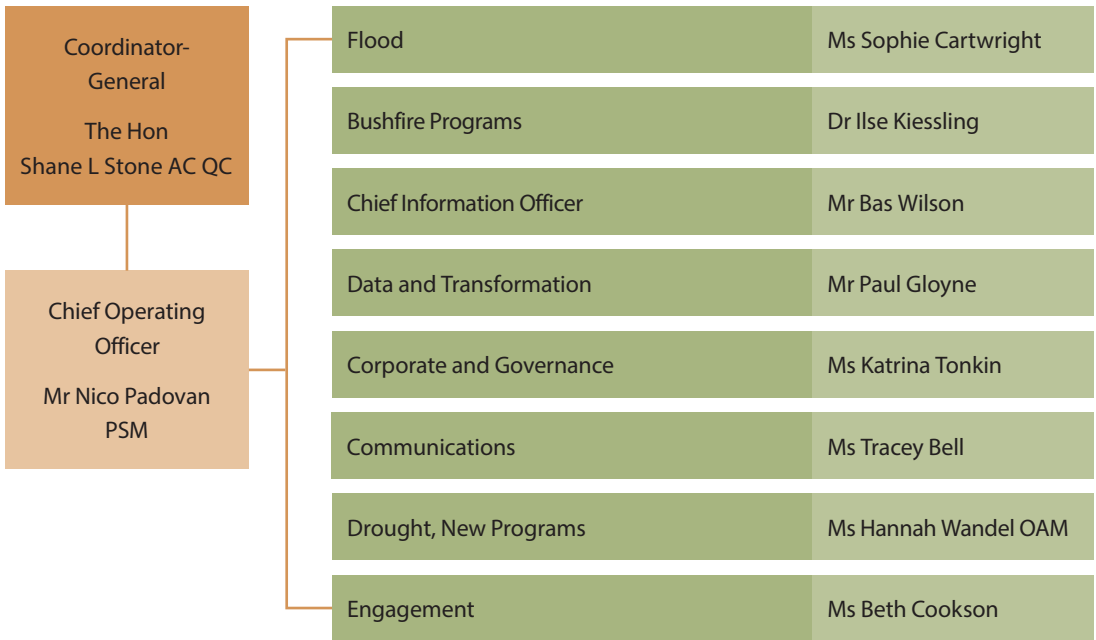 Coordinator-
General
The Hon
Shane L Stone AC QC
Chief Operating
Officer
Mr Nico Padovan
PSM
Flood
Ms Sophie Cartwright
Bushfire Programs
Dr Ilse Kiessling
Chief Information Officer
Mr Bas Wilson
Data and Transformation
Mr Paul Gloyne
Corporate and Governance
Ms Katrina Tonkin
Communications
Ms Tracey Bell
Drought, New Programs
Ms Hannah Wandel OAM
Engagement
Ms Beth Cookson